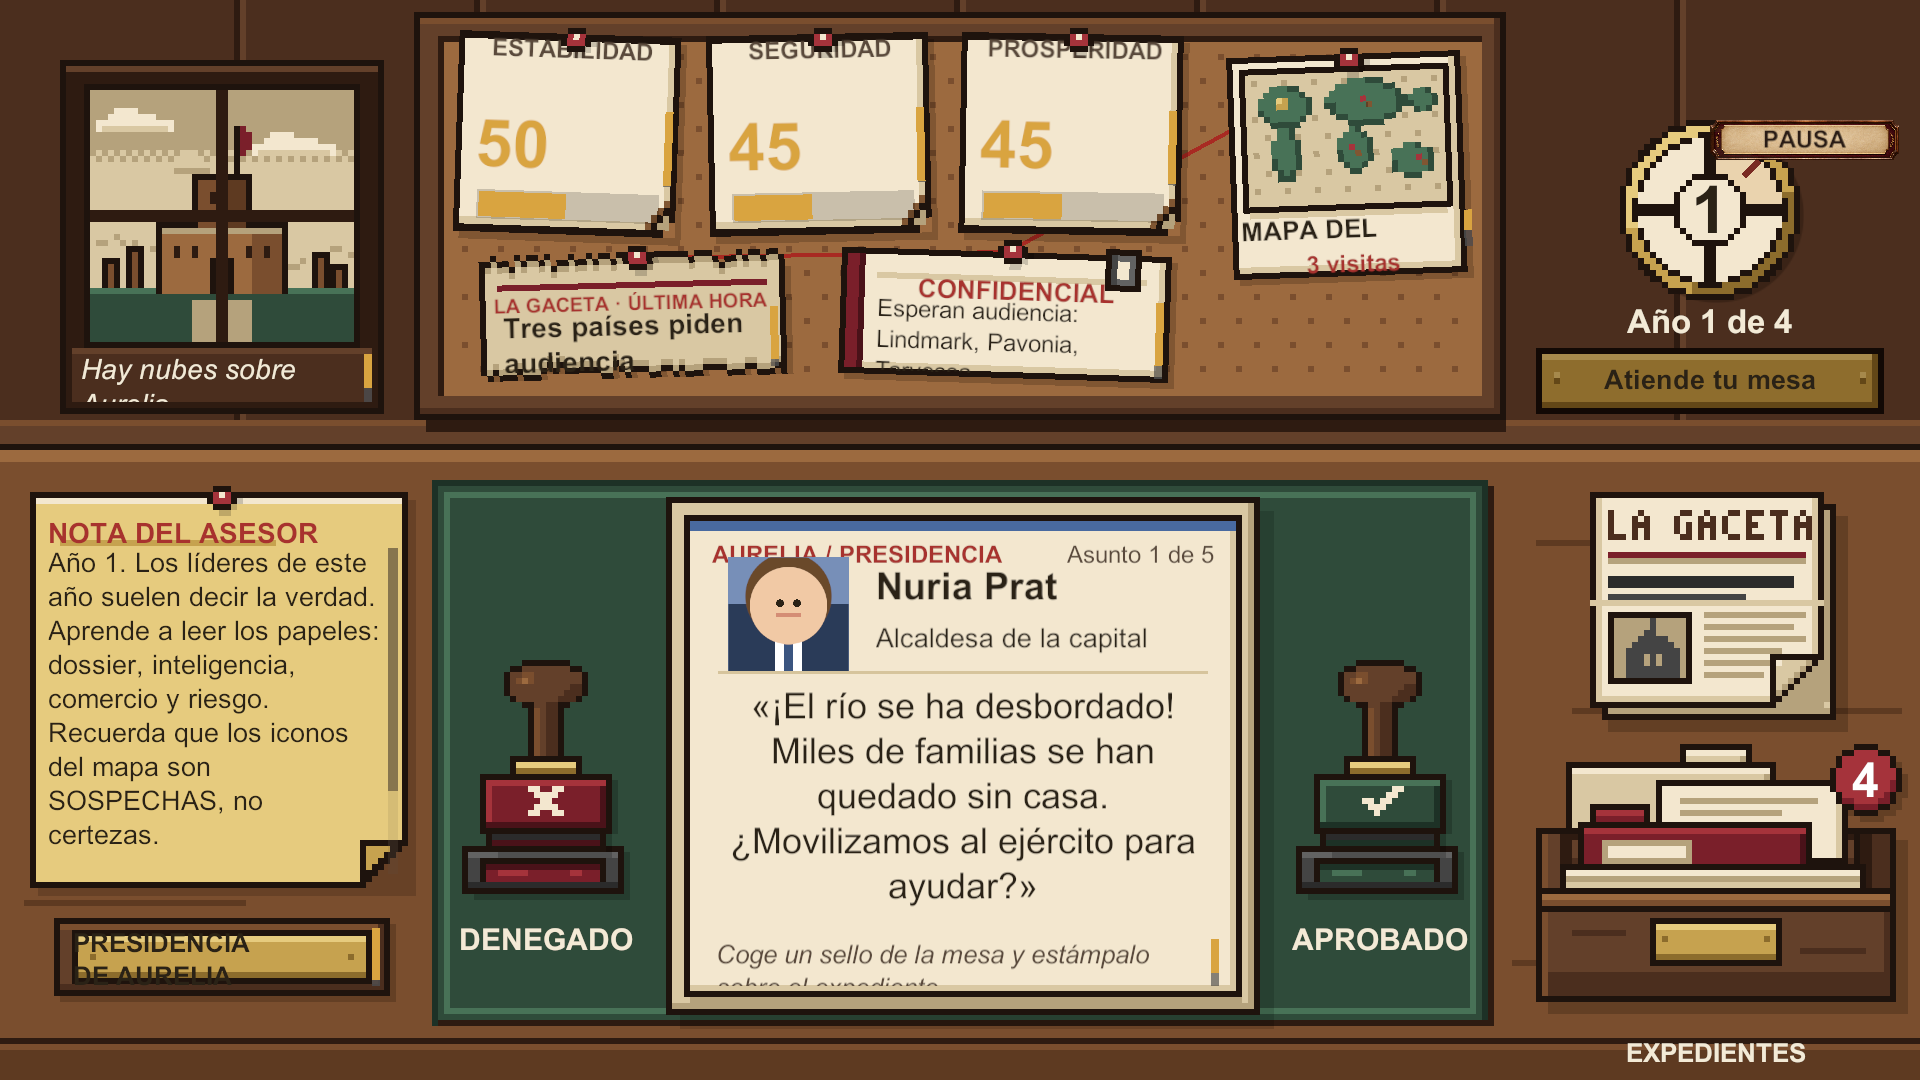 ESTABILIDAD
50
SEGURIDAD
45
PROSPERIDAD
45
MAPA DEL
3 visitas
PAUSA
1
Año 1 de 4
Atiende tu mesa
Hay nubes sobre
Aurelia
LA GACETA · ÚLTIMA HORA
Tres países piden
audiencia
CONFIDENCIAL
Esperan audiencia:
Lindmark, Pavonia,
NOTA DEL ASESOR
Año 1. Los líderes de este
año suelen decir la verdad.
Aprende a leer los papeles:
dossier, inteligencia,
comercio y riesgo.
Recuerda que los iconos
del mapa son
SOSPECHAS, no
certezas.
PRESIDENCIA
DE AURELIA
DENEGADO
AURELIA / PRESIDENCIA
Asunto 1 de 5
Nuria Prat
Alcaldesa de la capital
«¡El río se ha desbordado!
Miles de familias se han
quedado sin casa.
¿Movilizamos al ejército para
ayudar?»
Coge un sello de la mesa y estámpalo
sobre el expediente
APROBADO
LA GACETA
4
EXPEDIENTES